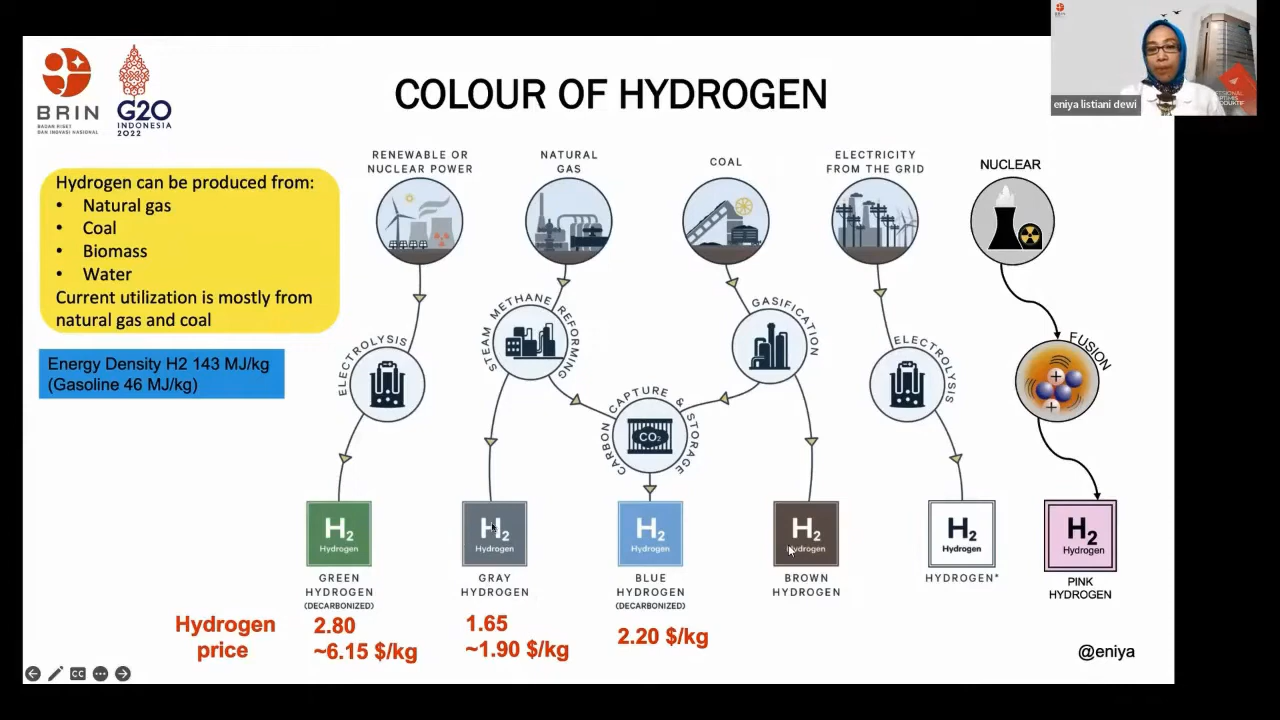 BRIN
BADAN RISET
DAN INOVASI NASIONAL
G20
INDONESIA
2022
COLOUR OF HYDROGEN
eniya listiani dewi
Hydrogen can be produced from:
• Natural gas
• Coal
• Biomass
• Water
Current utilization is mostly from
natural gas and coal
Energy Density H2 143 MJ/kg
(Gasoline 46 MJ/kg)
RENEWABLE OR
NUCLEAR POWER
NATURAL
GAS
COAL
ELECTRICITY
FROM THE GRID
NUCLEAR
ELECTROLYSIS
STEAM METHANE REFORMING
GASIFICATION
ELECTROLYSIS
FUSION
CARBON CAPTURE & STORAGE
CO₂
H₂
Hydrogen
GREEN
HYDROGEN
(DECARBONIZED)
H₂
Hydrogen
GRAY
HYDROGEN
H₂
Hydrogen
BLUE
HYDROGEN
(DECARBONIZED)
H₂
Hydrogen
BROWN
HYDROGEN
H₂
Hydrogen
HYDROGEN*
H₂
Hydrogen
PINK
HYDROGEN
Hydrogen
price
2.80
~6.15 $/kg
1.65
~1.90 $/kg
2.20 $/kg
@eniya
CC